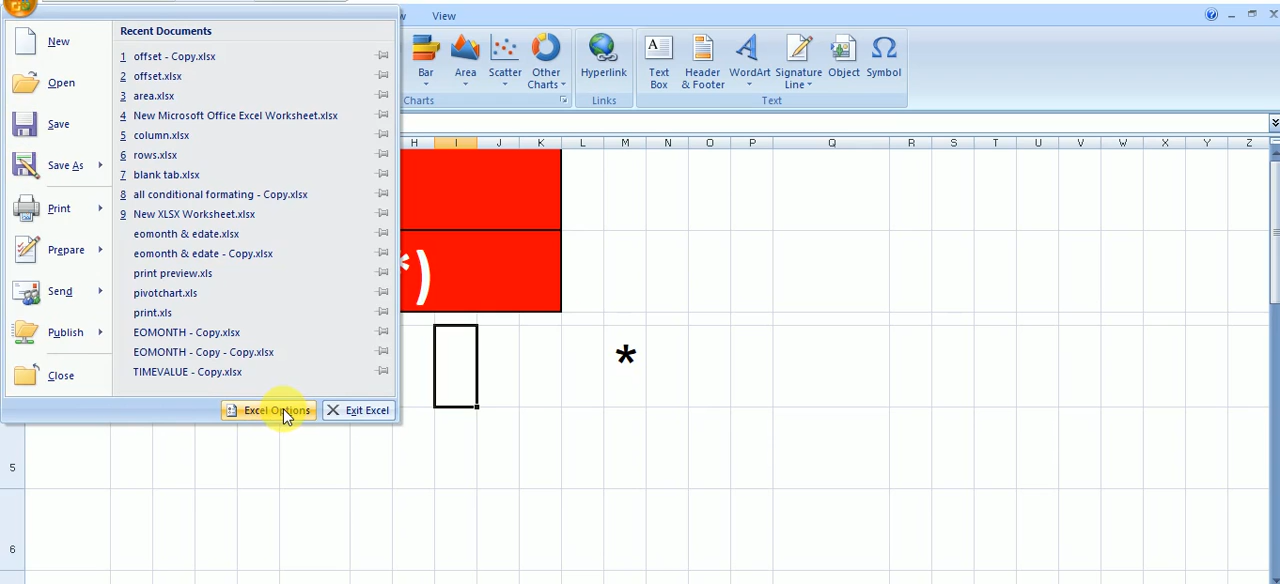 View
New
Open
Save
Save As
Print
Prepare
Send
Publish
Close
Recent Documents
1 offset - Copy.xlsx
2 offset.xlsx
3 area.xlsx
4 New Microsoft Office Excel Worksheet.xlsx
5 column.xlsx
6 rows.xlsx
7 blank tab.xlsx
8 all conditional formating - Copy.xlsx
9 New XLSX Worksheet.xlsx
eomonth & edate.xlsx
eomonth & edate - Copy.xlsx
print preview.xls
pivotchart.xls
print.xls
EOMONTH - Copy.xlsx
EOMONTH - Copy - Copy.xlsx
TIMEVALUE - Copy.xlsx
Excel Options
Exit Excel
Bar
Area
Scatter
Other
Charts
Hyperlink
Text
Box
Header
& Footer
WordArt
Signature
Line
Object
Symbol
Charts
Links
Text
H I J K L M N O P Q R S T U V W X Y Z
*)
*
5
6